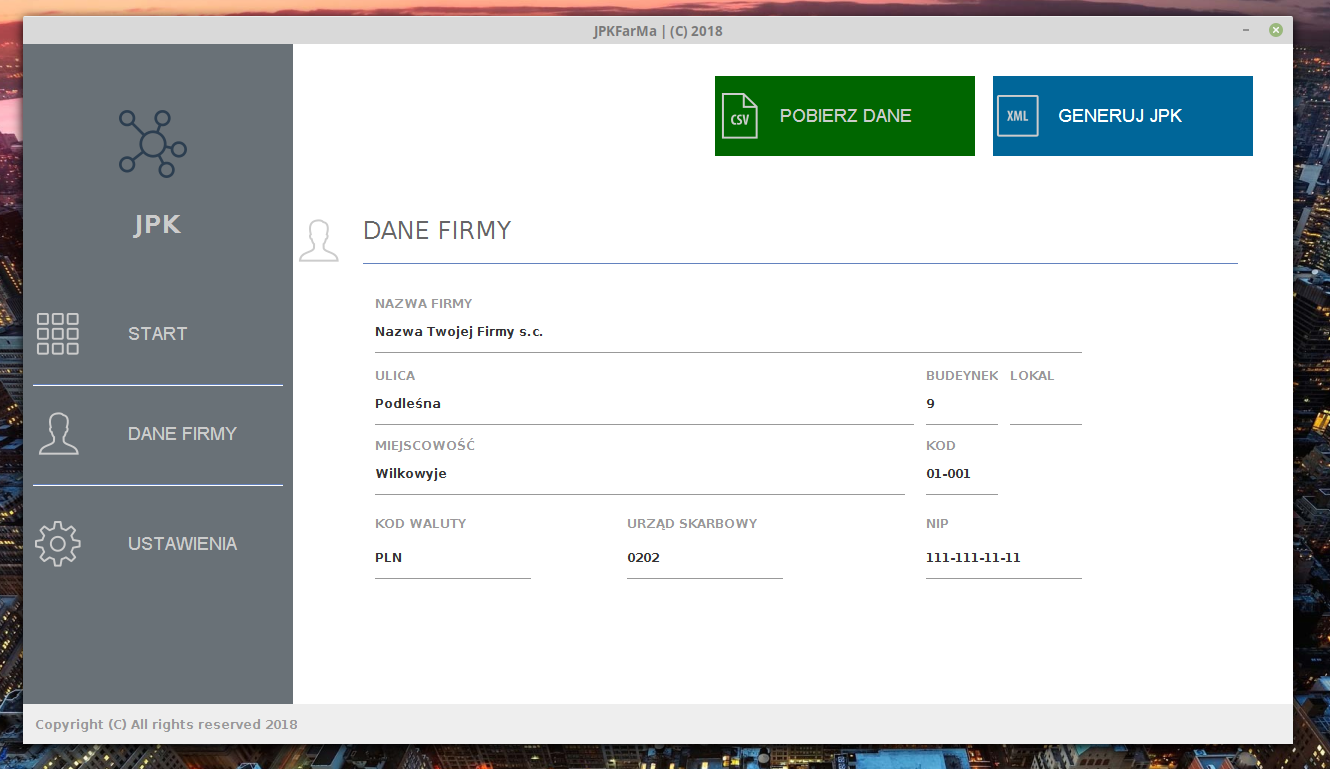 JPKFarMa | (C) 2018
CSV
POBIERZ DANE
XML
GENERUJ JPK
JPK
START
DANE FIRMY
USTAWIENIA
DANE FIRMY
NAZWA FIRMY
Nazwa Twojej Firmy s.c.
ULICA BUDEYNEK LOKAL
Podleśna 9
MIEJSCOWOŚĆ KOD
Wilkowyje 01-001
KOD WALUTY URZĄD SKARBOWY NIP
PLN 0202 111-111-11-11
Copyright (C) All rights reserved 2018